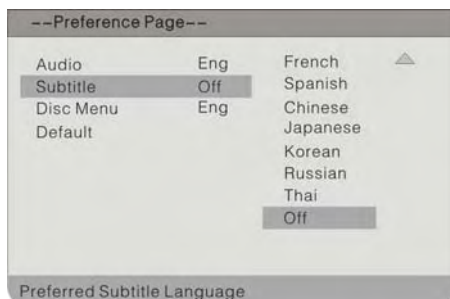 --Preference Page--
Audio Eng
Subtitle Off
Disc Menu Eng
Default
French
Spanish
Chinese
Japanese
Korean
Russian
Thai
Off
Preferred Subtitle Language